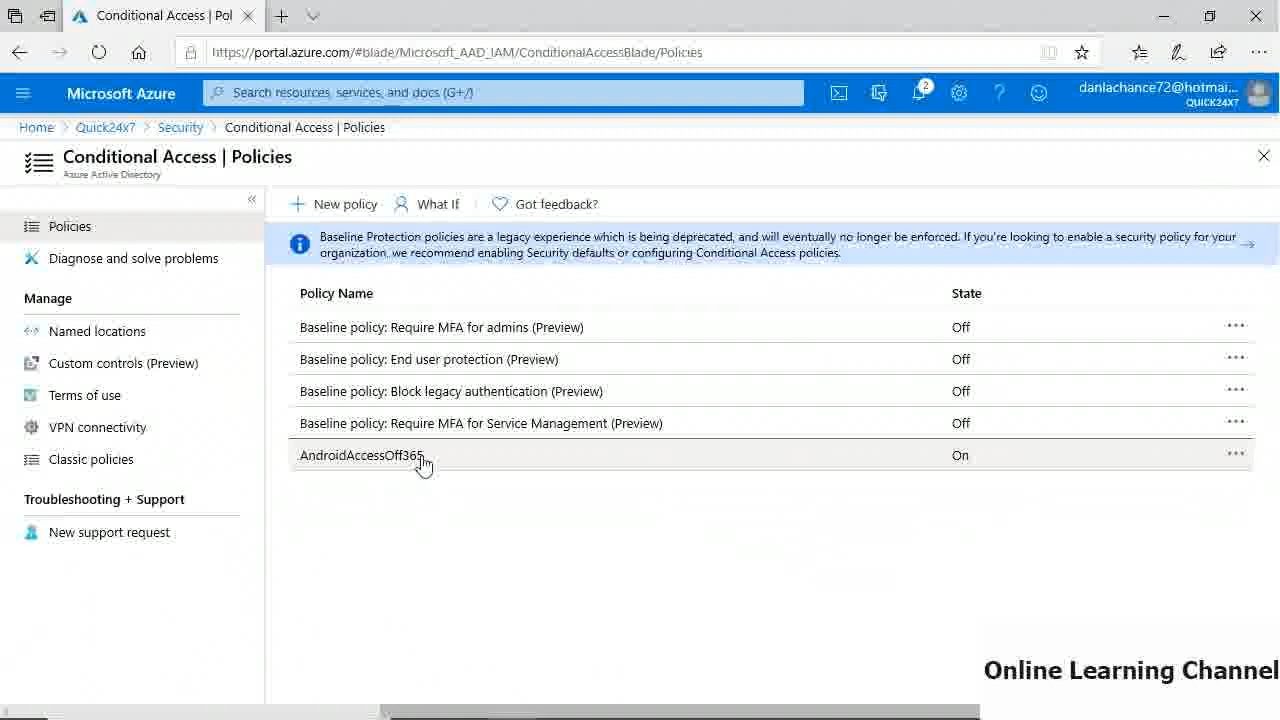 Conditional Access | Pol
https://portal.azure.com/#blade/Microsoft_AAD_IAM/ConditionalAccessBlade/Policies
Microsoft Azure
Search resources, services, and docs (G+/)
2
danlachance72@hotmai...
QUICK24X7
Home > Quick24x7 > Security > Conditional Access | Policies
Conditional Access | Policies
Azure Active Directory
New policy
What If
Got feedback?
Policies
Diagnose and solve problems
Manage
Named locations
Custom controls (Preview)
Terms of use
VPN connectivity
Classic policies
Troubleshooting + Support
New support request
Baseline Protection policies are a legacy experience which is being deprecated, and will eventually no longer be enforced. If you're looking to enable a security policy for your
organization, we recommend enabling Security defaults or configuring Conditional Access policies.
Policy Name State
Baseline policy: Require MFA for admins (Preview) Off
Baseline policy: End user protection (Preview) Off
Baseline policy: Block legacy authentication (Preview) Off
Baseline policy: Require MFA for Service Management (Preview) Off
AndroidAccessOff365 On
Online Learning Channel